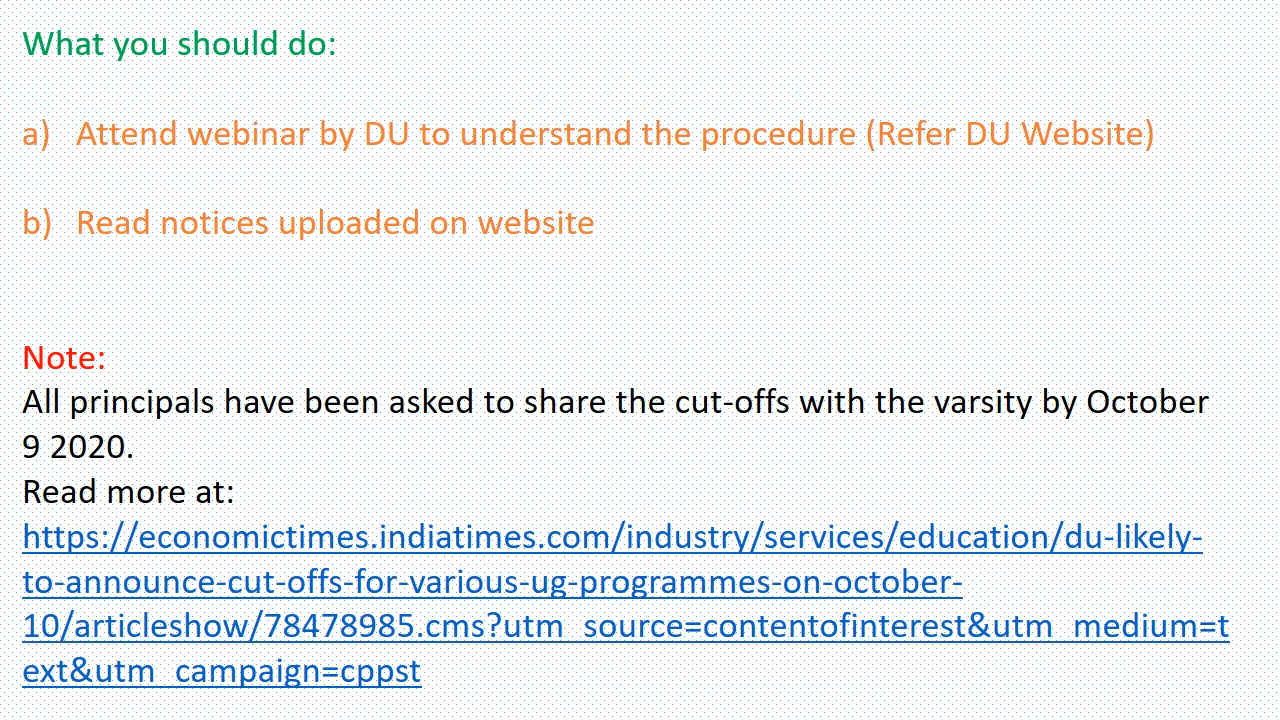 What you should do:
a) Attend webinar by DU to understand the procedure (Refer DU Website)
b) Read notices uploaded on website
Note:
All principals have been asked to share the cut-offs with the varsity by October
9 2020.
Read more at:
https://economictimes.indiatimes.com/industry/services/education/du-likely-
to-announce-cut-offs-for-various-ug-programmes-on-october-
10/articleshow/78478985.cms?utm_source=contentofinterest&utm_medium=t
ext&utm_campaign=cppst